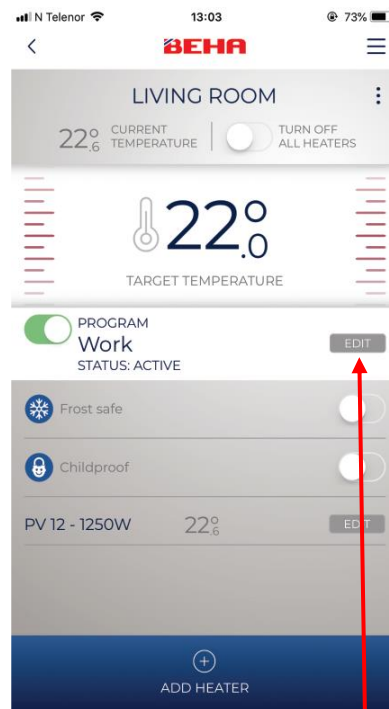 N Telenor 13:03 73%
BEHA
LIVING ROOM
22.6° CURRENT TEMPERATURE TURN OFF ALL HEATERS
22.0°
TARGET TEMPERATURE
PROGRAM
Work EDIT
STATUS: ACTIVE
Frost safe
Childproof
PV 12 - 1250W 22.6° EDIT
ADD HEATER